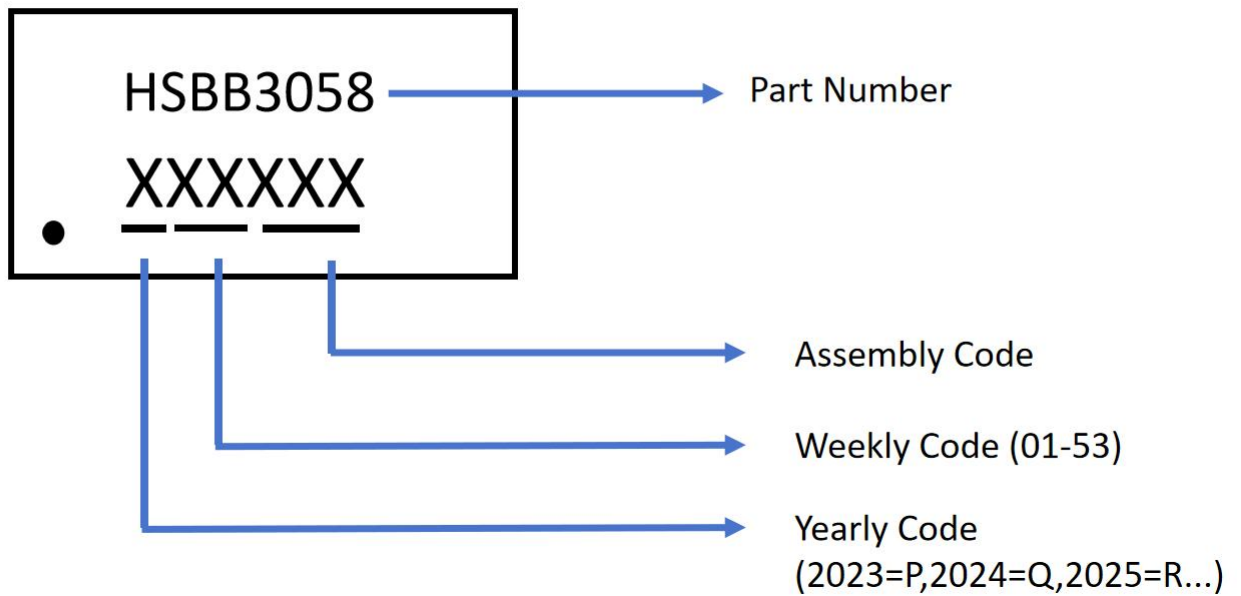 HSBB3058
Part Number
XXXXXX
Assembly Code
Weekly Code (01-53)
Yearly Code
(2023=P,2024=Q,2025=R...)